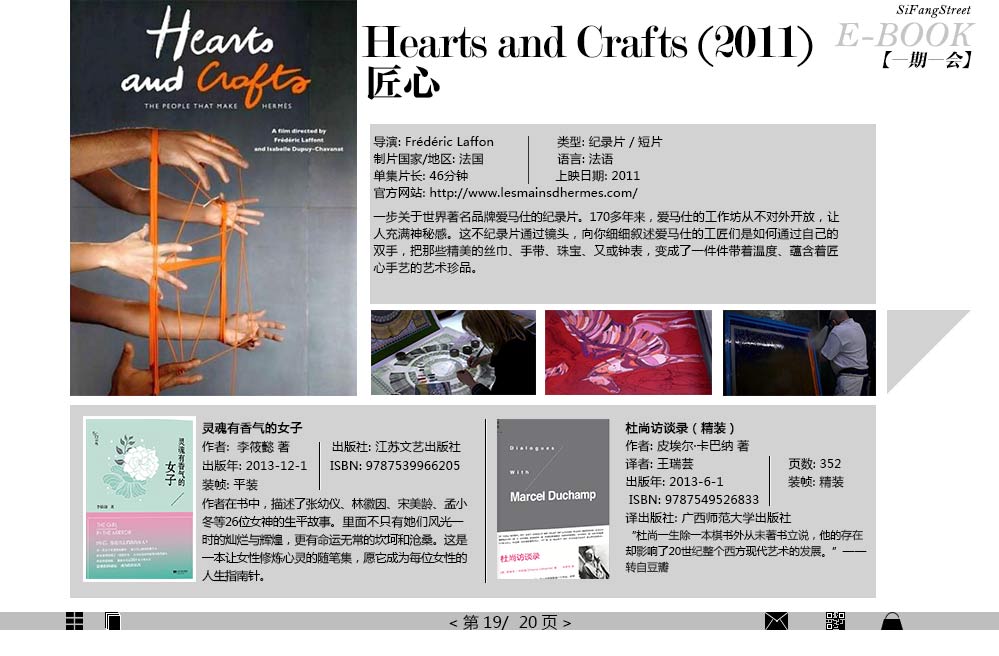 SiFangStreet
E-BOOK
【一期一会】
Hearts and Crafts (2011)
匠心
Hearts
and Crafts
THE PEOPLE THAT MAKE HERMÈS
A film directed by
Frédéric Laffont
and Isabelle Dupuy-Chavanat
导演: Frédéric Laffon
类型: 纪录片 / 短片
制片国家/地区: 法国
语言: 法语
单集片长: 46分钟
上映日期: 2011
官方网站: http://www.lesmainsdhermes.com/
一步关于世界著名品牌爱马仕的纪录片。170多年来，爱马仕的工作坊从不对外开放，让
人充满神秘感。这不纪录片通过镜头，向你细细叙述爱马仕的工匠们是如何通过自己的
双手，把那些精美的丝巾、手带、珠宝、又或钟表，变成了一件件带着温度、蕴含着匠
心手艺的艺术珍品。
灵魂有香气的
女子
THE GIRL
IN THE MIRROR
灵魂有香气的女子
作者: 李筱懿 著
出版社: 江苏文艺出版社
出版年: 2013-12-1
ISBN: 9787539966205
装帧: 平装
作者在书中，描述了张幼仪、林徽因、宋美龄、孟小
冬等26位女神的生平故事。里面不只有她们风光一
时的灿烂与辉煌，更有命运无常的坎坷和沧桑。这是
一本让女性修炼心灵的随笔集，愿它成为每位女性的
人生指南针。
Dialogues
With
Marcel Duchamp
杜尚访谈录
杜尚访谈录（精装）
作者: 皮埃尔·卡巴纳 著
译者: 王瑞芸
页数: 352
出版年: 2013-6-1
装帧: 精装
ISBN: 9787549526833
译出版社: 广西师范大学出版社
“杜尚一生除一本棋书外从未著书立说，他的存在
却影响了20世纪整个西方现代艺术的发展。”——
转自豆瓣
< 第 19/ 20 页 >